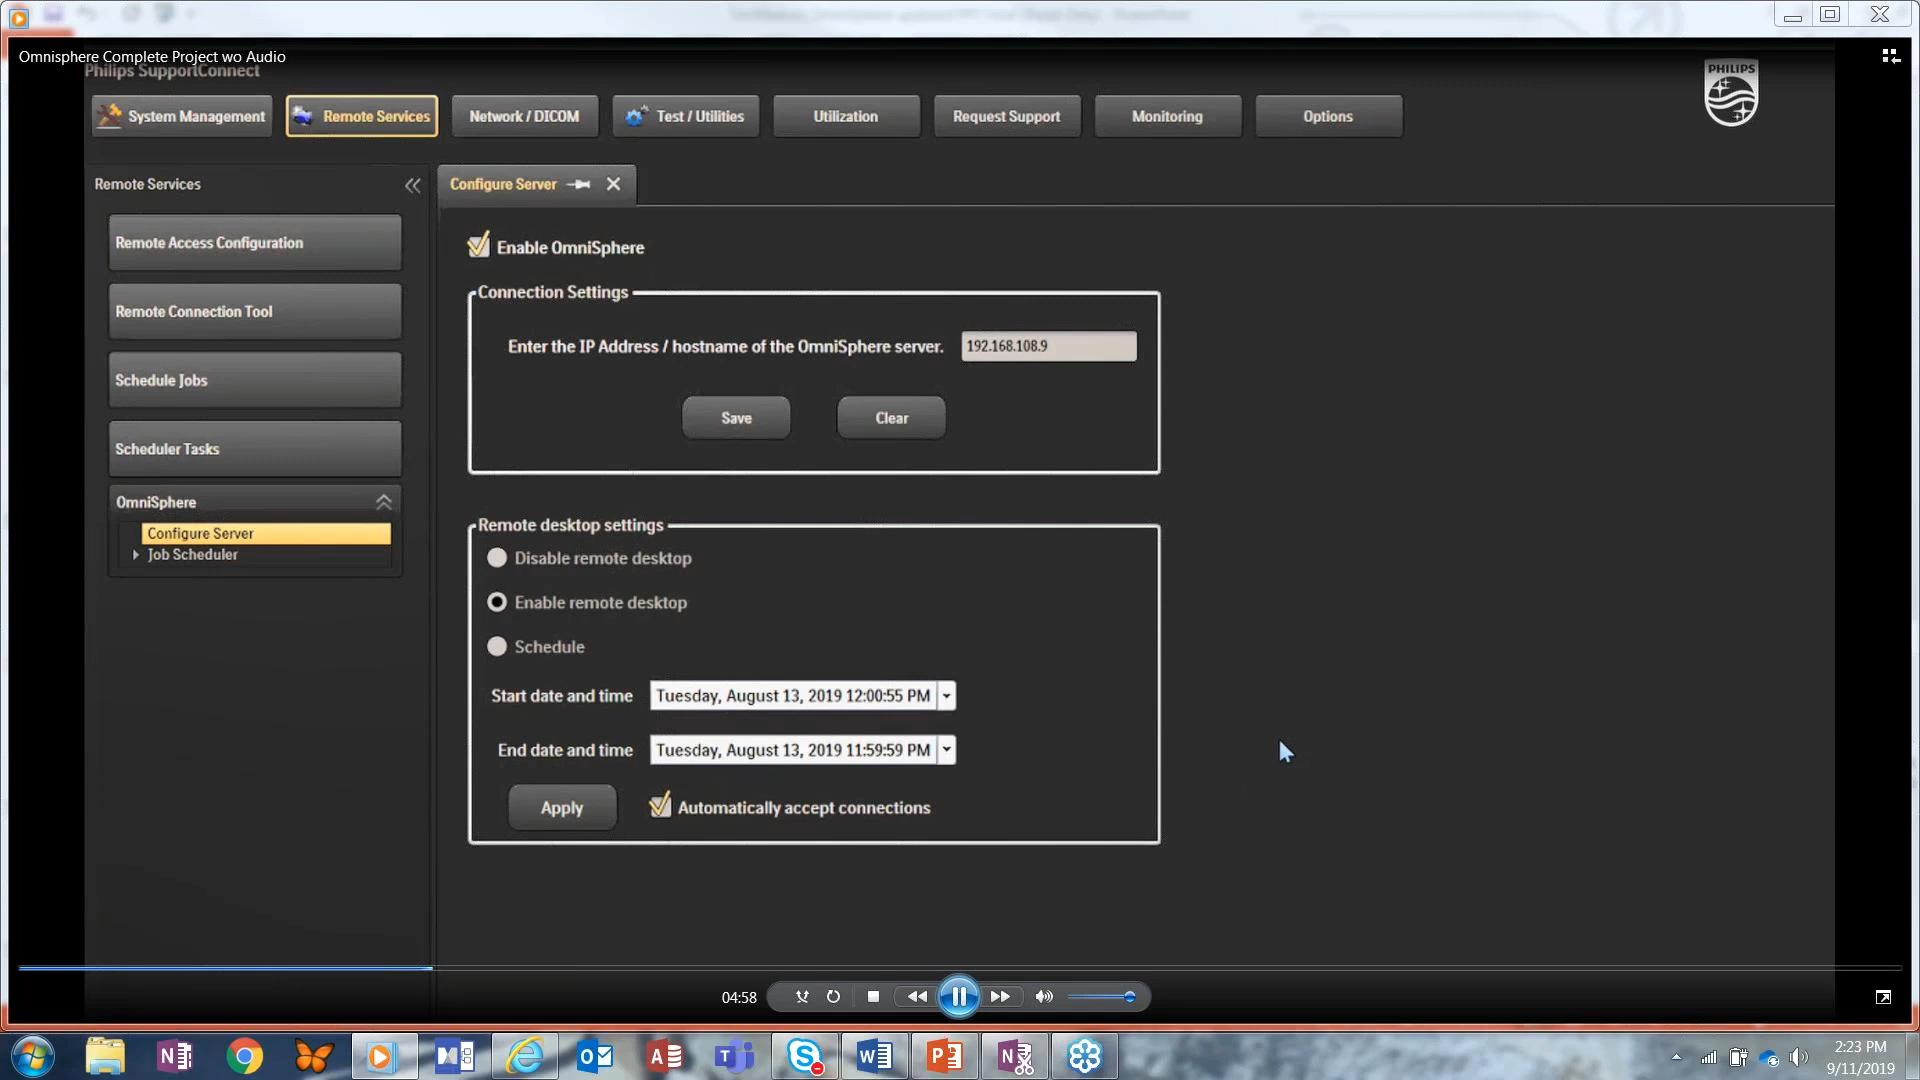 Omnisphere Complete Project wo Audio
Philips SupportConnect
PHILIPS
System Management
Remote Services
Network / DICOM
Test / Utilities
Utilization
Request Support
Monitoring
Options
Remote Services
Configure Server
Remote Access Configuration
Remote Connection Tool
Schedule Jobs
Scheduler Tasks
OmniSphere
Configure Server
Job Scheduler
Enable OmniSphere
Connection Settings
Enter the IP Address / hostname of the OmniSphere server. 192.168.108.9
Save Clear
Remote desktop settings
Disable remote desktop
Enable remote desktop
Schedule
Start date and time Tuesday, August 13, 2019 12:00:55 PM
End date and time Tuesday, August 13, 2019 11:59:59 PM
Apply Automatically accept connections
04:58
2:23 PM
9/11/2019